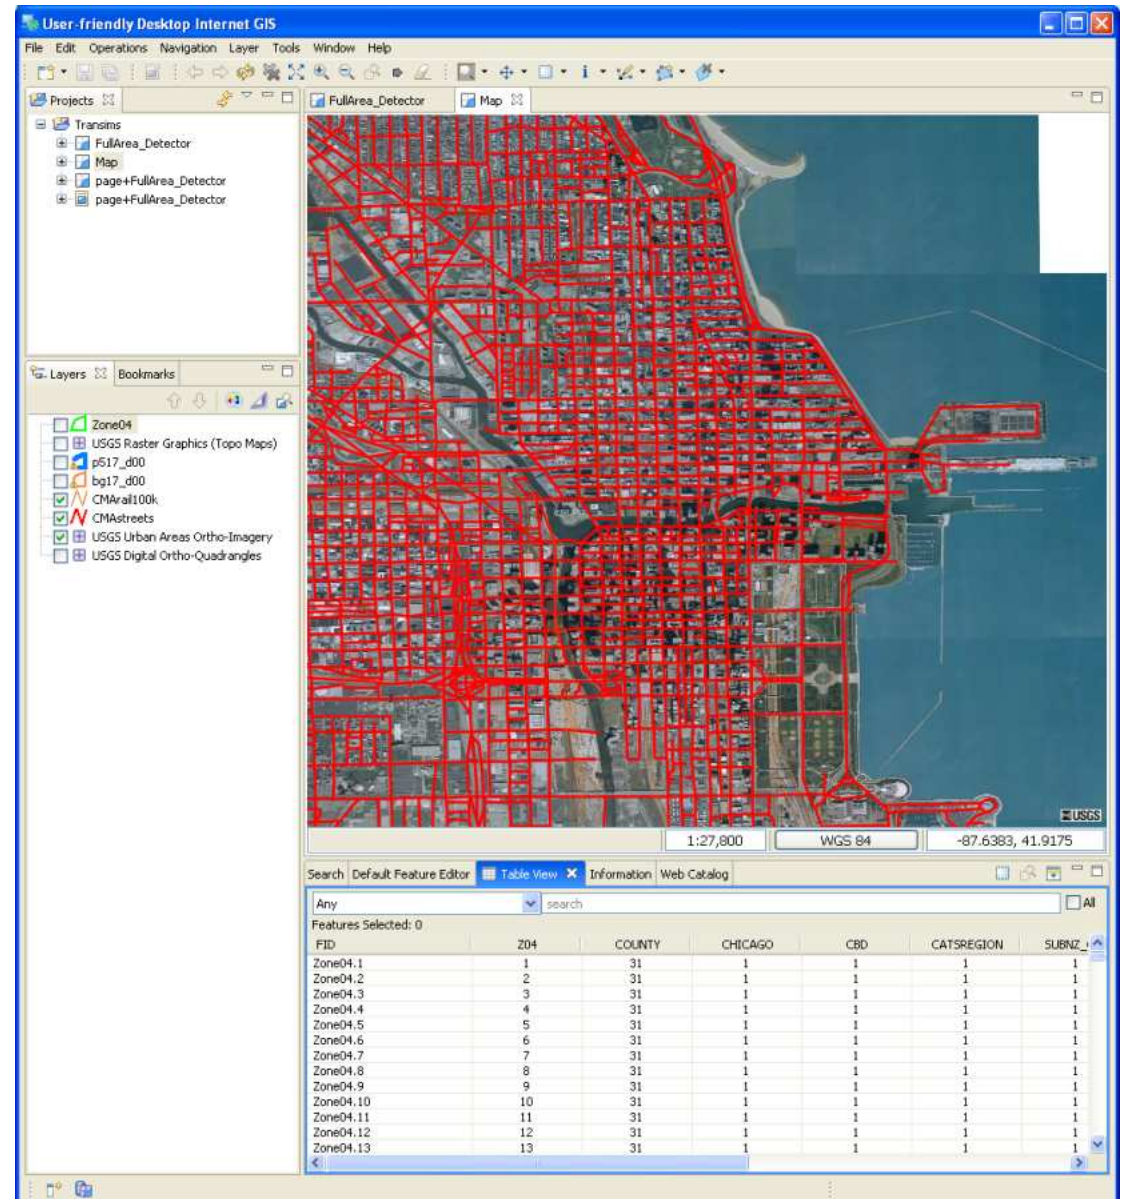 User-friendly Desktop Internet GIS
File Edit Operations Navigation Layer Tools Window Help
Projects
Transims
FullArea_Detector
Map
page+FullArea_Detector
page+FullArea_Detector
Layers Bookmarks
Zone04
USGS Raster Graphics (Topo Maps)
p517_d00
bg17_d00
CMArail100k
CMAstreets
USGS Urban Areas Ortho-Imagery
USGS Digital Ortho-Quadrangles
FullArea_Detector Map
USGS
1:27,800 WGS 84 -87.6383, 41.9175
Search Default Feature Editor Table View Information Web Catalog
Any search All
Features Selected: 0
FID Z04 COUNTY CHICAGO CBD CATSREGION SUBNZ_
Zone04.1 1 31 1 1 1 1
Zone04.2 2 31 1 1 1 1
Zone04.3 3 31 1 1 1 1
Zone04.4 4 31 1 1 1 1
Zone04.5 5 31 1 1 1 1
Zone04.6 6 31 1 1 1 1
Zone04.7 7 31 1 1 1 1
Zone04.8 8 31 1 1 1 1
Zone04.9 9 31 1 1 1 1
Zone04.10 10 31 1 1 1 1
Zone04.11 11 31 1 1 1 1
Zone04.12 12 31 1 1 1 1
Zone04.13 13 31 1 1 1 1